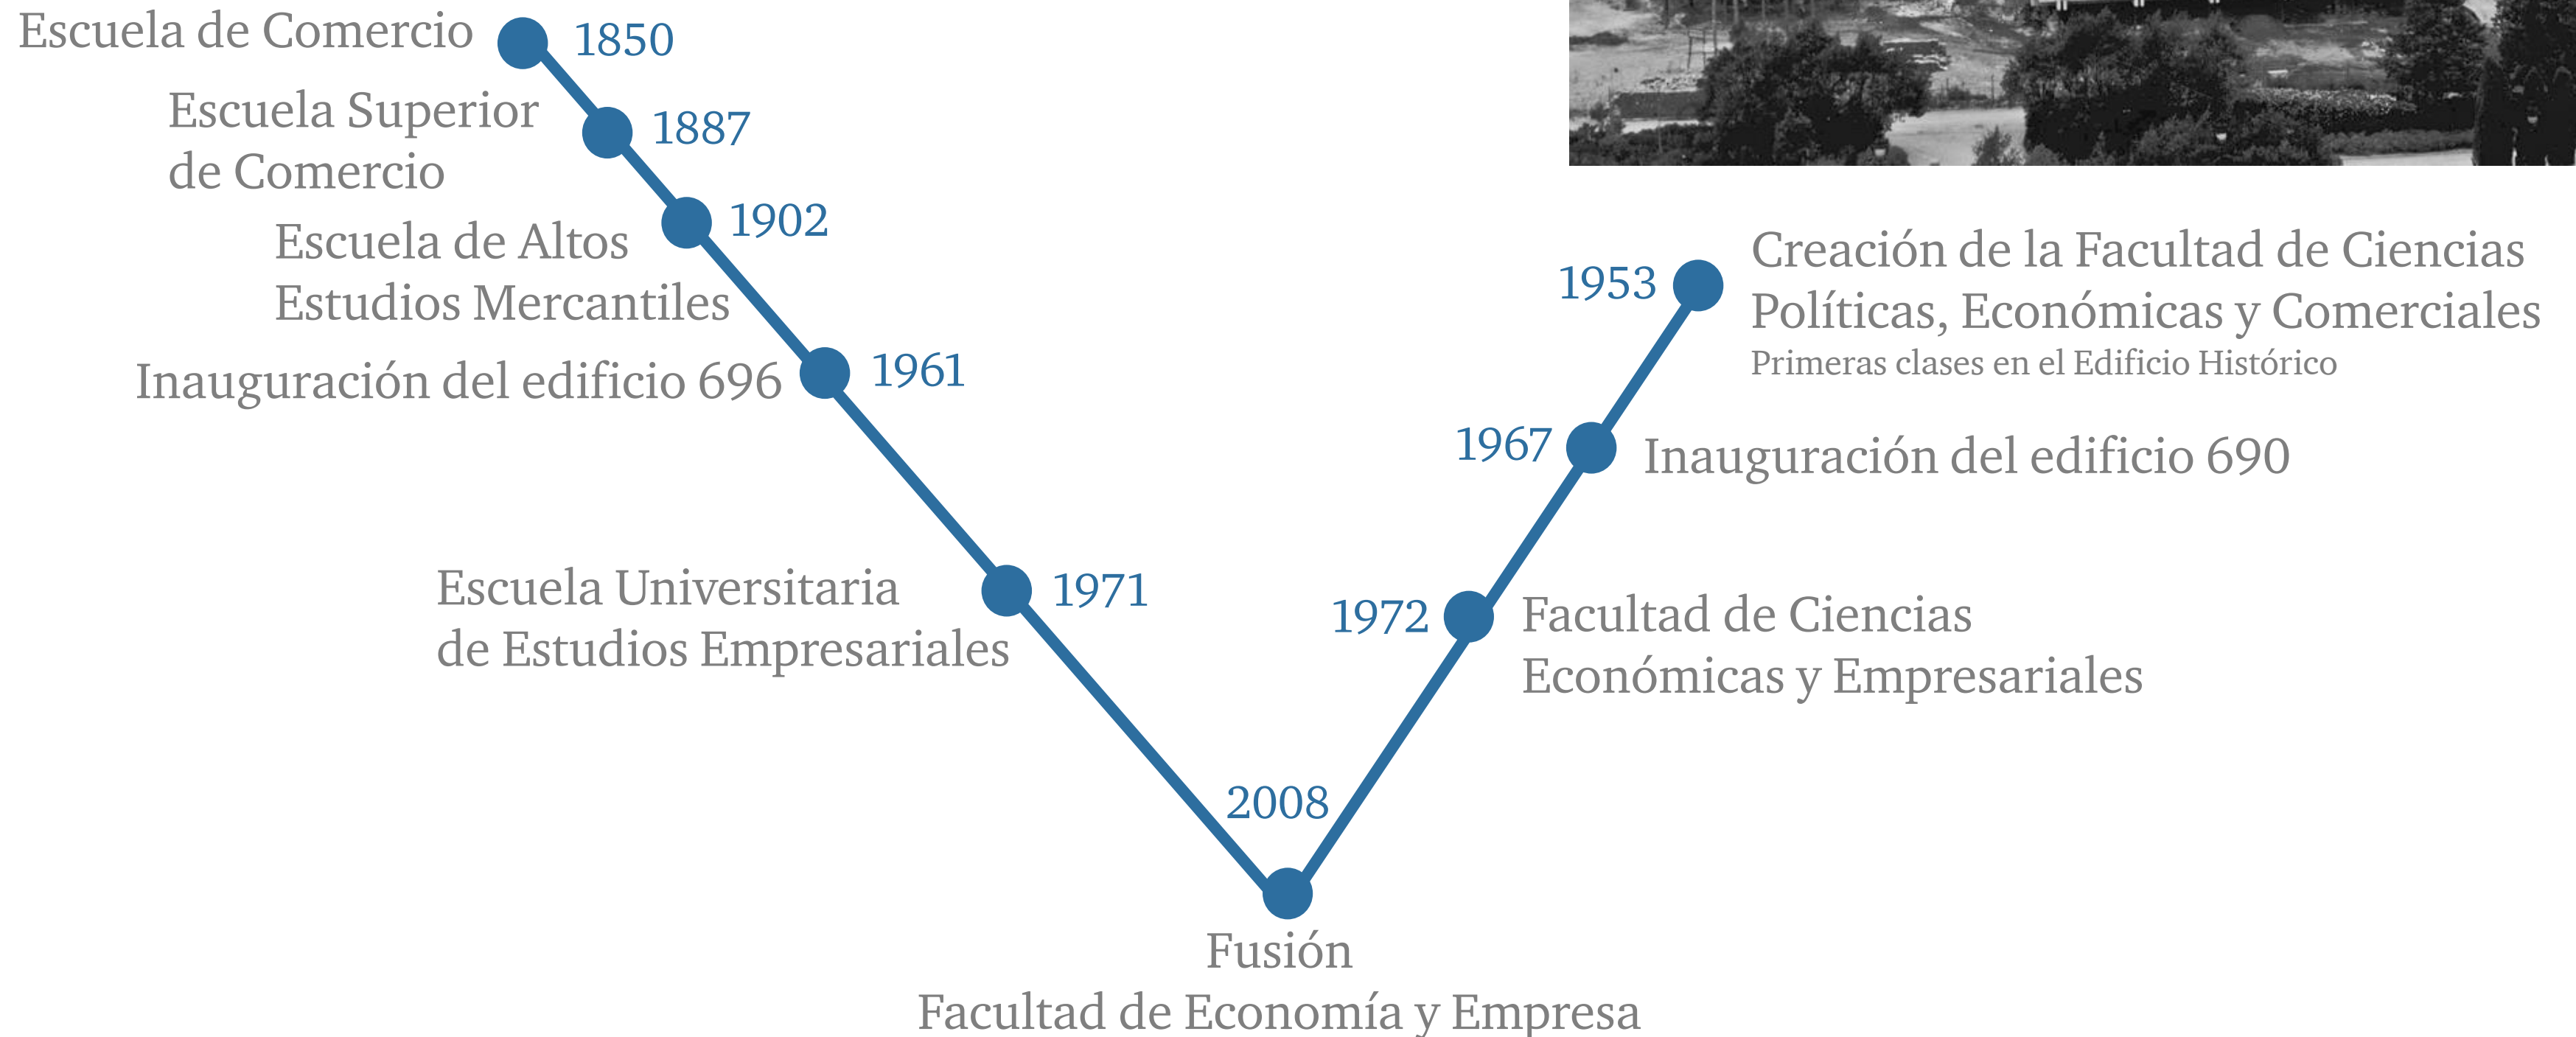 Escuela de Comercio
1850
Escuela Superior
de Comercio
1887
Escuela de Altos
Estudios Mercantiles
1902
Inauguración del edificio 696
1961
Escuela Universitaria
de Estudios Empresariales
1971
1953
Creación de la Facultad de Ciencias
Políticas, Económicas y Comerciales
Primeras clases en el Edificio Histórico
1967
Inauguración del edificio 690
1972
Facultad de Ciencias
Económicas y Empresariales
2008
Fusión
Facultad de Economía y Empresa